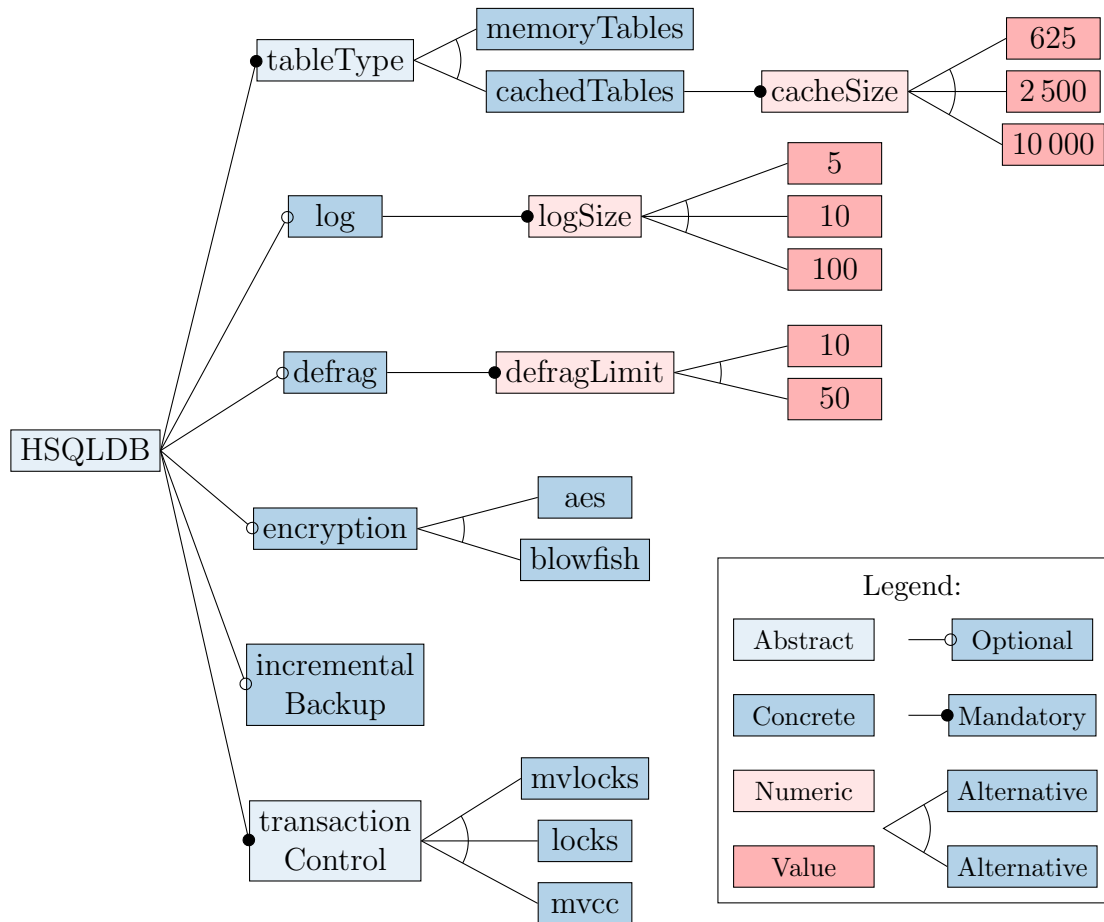 memoryTables
625
tableType
cachedTables
cacheSize
2 500
10 000
5
log
logSize
10
100
defrag
defragLimit
10
50
HSQLDB
encryption
aes
blowfish
incremental
Backup
transaction
Control
mvlocks
locks
mvcc
Legend:
Abstract
Optional
Concrete
Mandatory
Numeric
Alternative
Value
Alternative